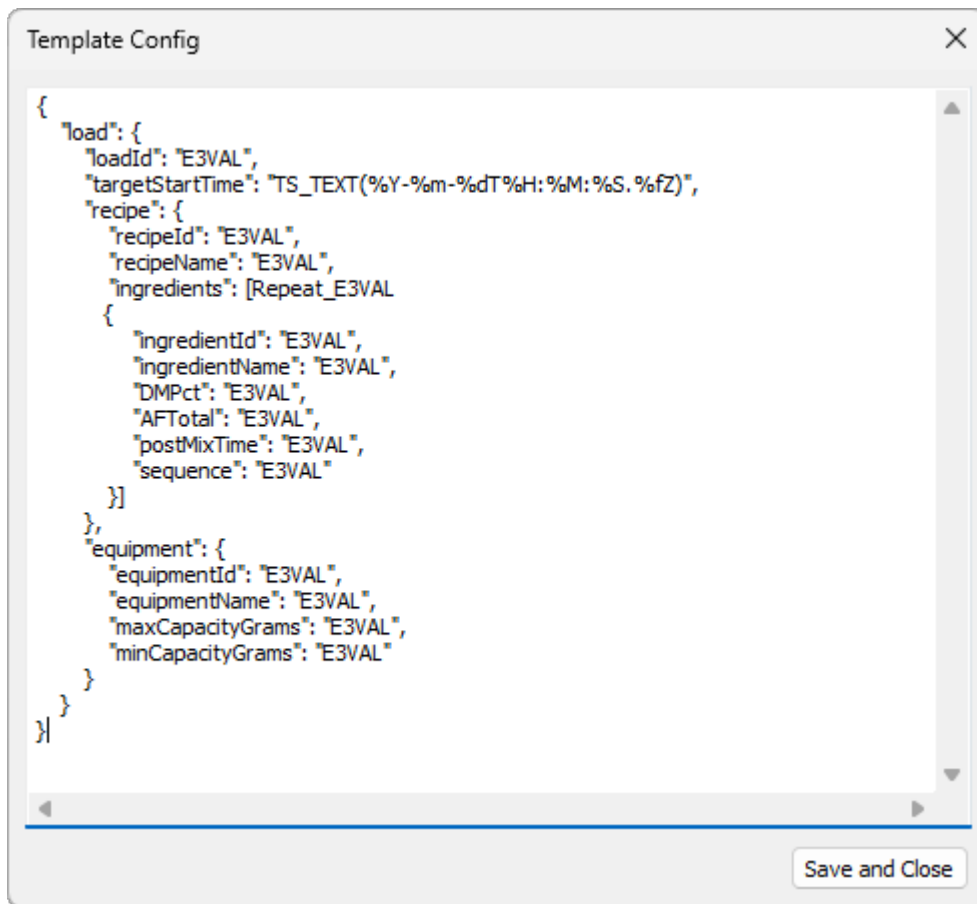 Template Config
{
"load": {
"loadId": "E3VAL",
"targetStartTime": "TS_TEXT(%Y-%m-%dT%H:%M:%S.%fZ)",
"recipe": {
"recipeId": "E3VAL",
"recipeName": "E3VAL",
"ingredients": [Repeat_E3VAL
{
"ingredientId": "E3VAL",
"ingredientName": "E3VAL",
"DMPct": "E3VAL",
"AFTotal": "E3VAL",
"postMixTime": "E3VAL",
"sequence": "E3VAL"
}]
},
"equipment": {
"equipmentId": "E3VAL",
"equipmentName": "E3VAL",
"maxCapacityGrams": "E3VAL",
"minCapacityGrams": "E3VAL"
}
}
}
Save and Close